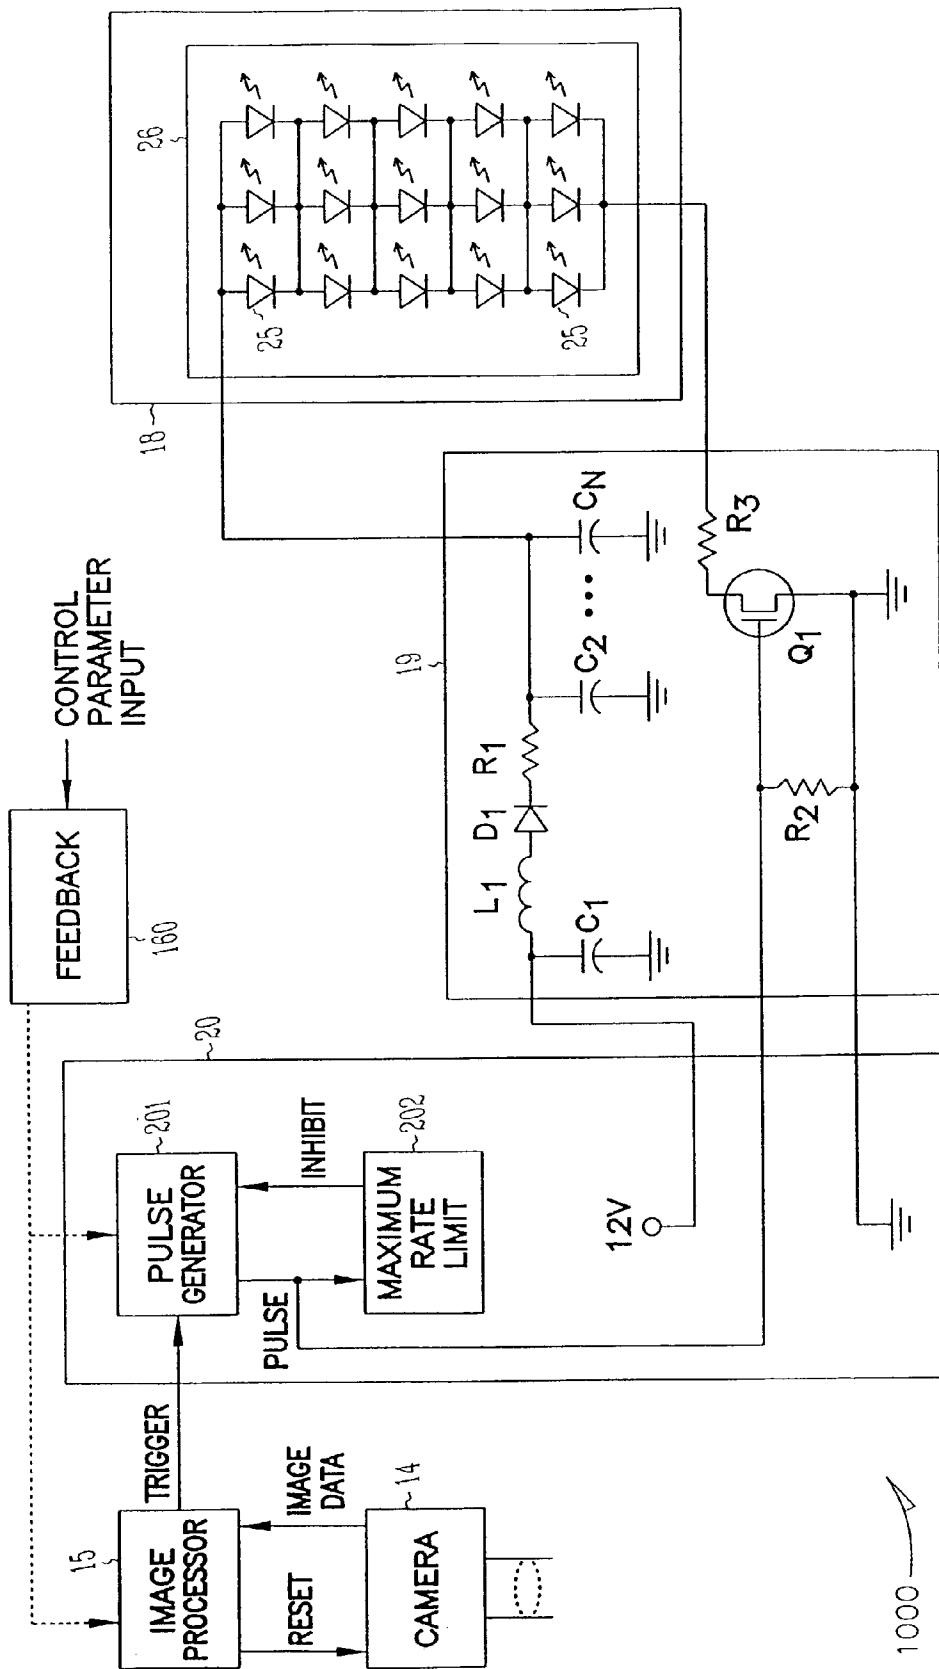 CONTROL
PARAMETER
INPUT
FEEDBACK
160
15
IMAGE
PROCESSOR
TRIGGER
RESET
IMAGE
DATA
CAMERA
14
20
201
PULSE
GENERATOR
PULSE
INHIBIT
MAXIMUM
RATE
LIMIT
202
12V
19
L1
D1
R1
C1
C2
CN
R2
Q1
R3
18
26
25
25
1000